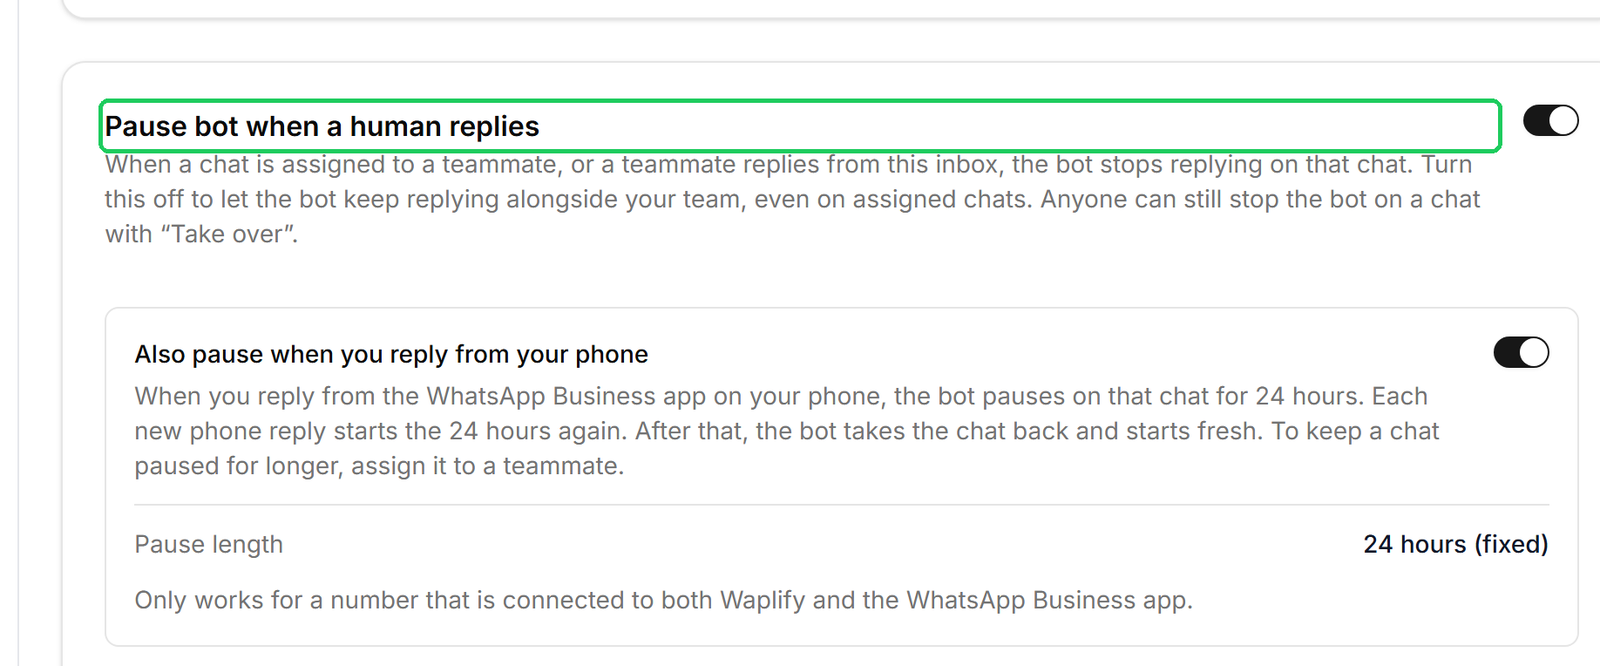 Pause bot when a human replies
When a chat is assigned to a teammate, or a teammate replies from this inbox, the bot stops replying on that chat. Turn
this off to let the bot keep replying alongside your team, even on assigned chats. Anyone can still stop the bot on a chat
with “Take over”.
Also pause when you reply from your phone
When you reply from the WhatsApp Business app on your phone, the bot pauses on that chat for 24 hours. Each
new phone reply starts the 24 hours again. After that, the bot takes the chat back and starts fresh. To keep a chat
paused for longer, assign it to a teammate.
Pause length
24 hours (fixed)
Only works for a number that is connected to both Waplify and the WhatsApp Business app.